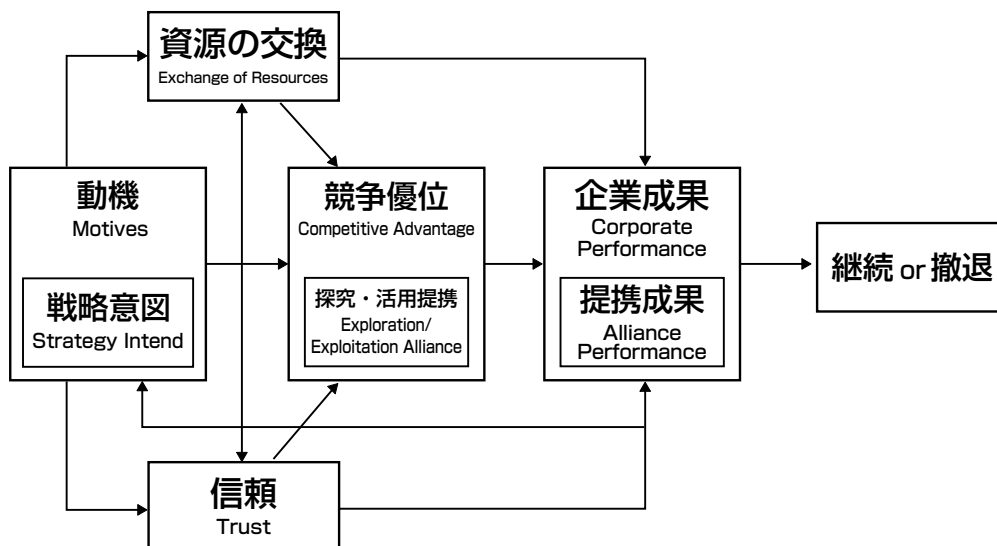 資源の交換
Exchange of Resources
動機
Motives
戦略意図
Strategy Intend
競争優位
Competitive Advantage
探究・活用提携
Exploration/
Exploitation Alliance
企業成果
Corporate
Performance
提携成果
Alliance
Performance
継続 or 撤退
信頼
Trust